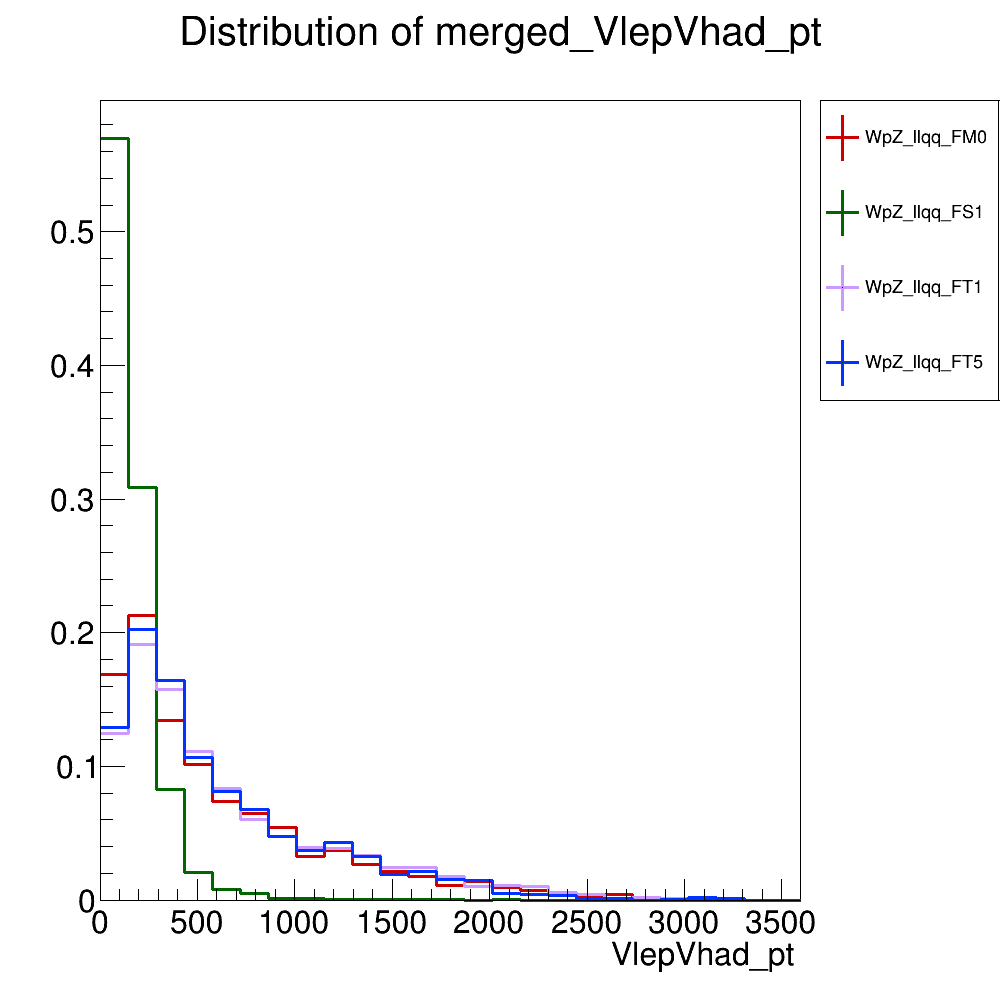 Distribution of merged_VlepVhad_pt
WpZ_llqq_FM0
WpZ_llqq_FS1
WpZ_llqq_FT1
WpZ_llqq_FT5
0.5
0.4
0.3
0.2
0.1
0
0 500 1000 1500 2000 2500 3000 3500
VlepVhad_pt